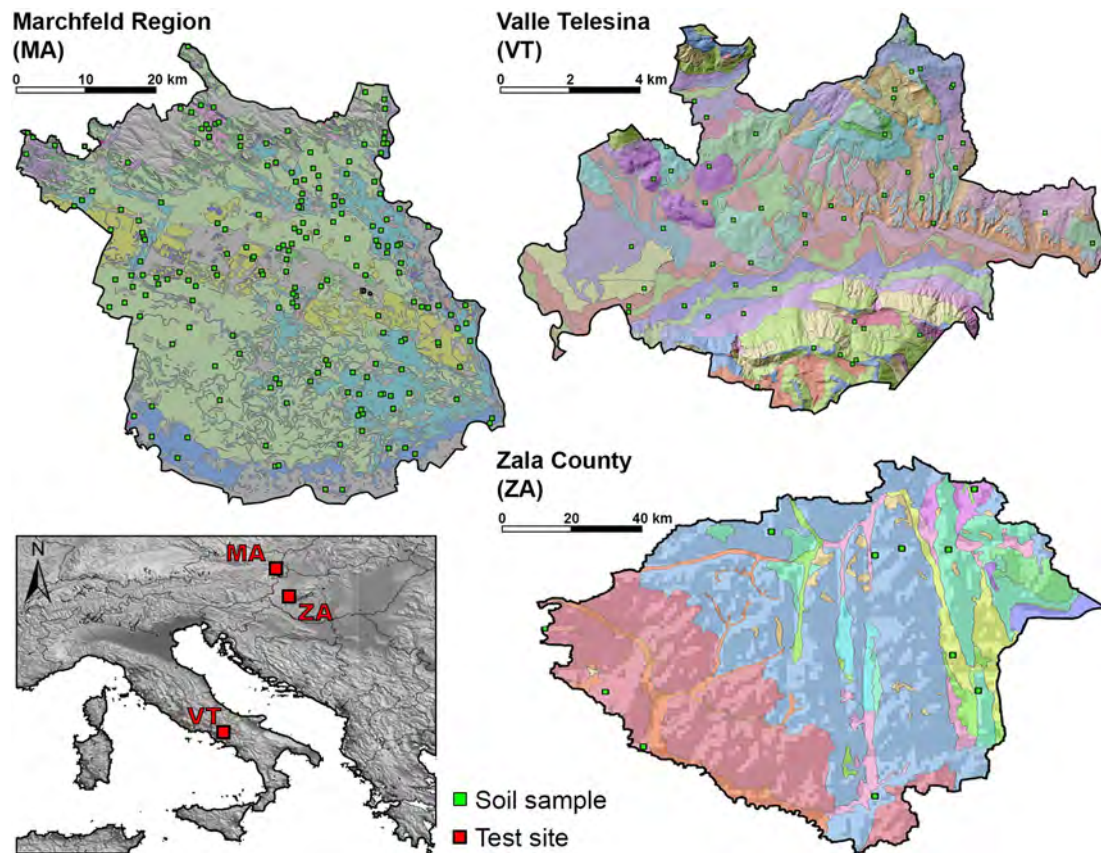 Marchfeld Region
(MA)
0 10 20 km
Valle Telesina
(VT)
0 2 4 km
Zala County
(ZA)
0 20 40 km
N
MA
ZA
VT
Soil sample
Test site